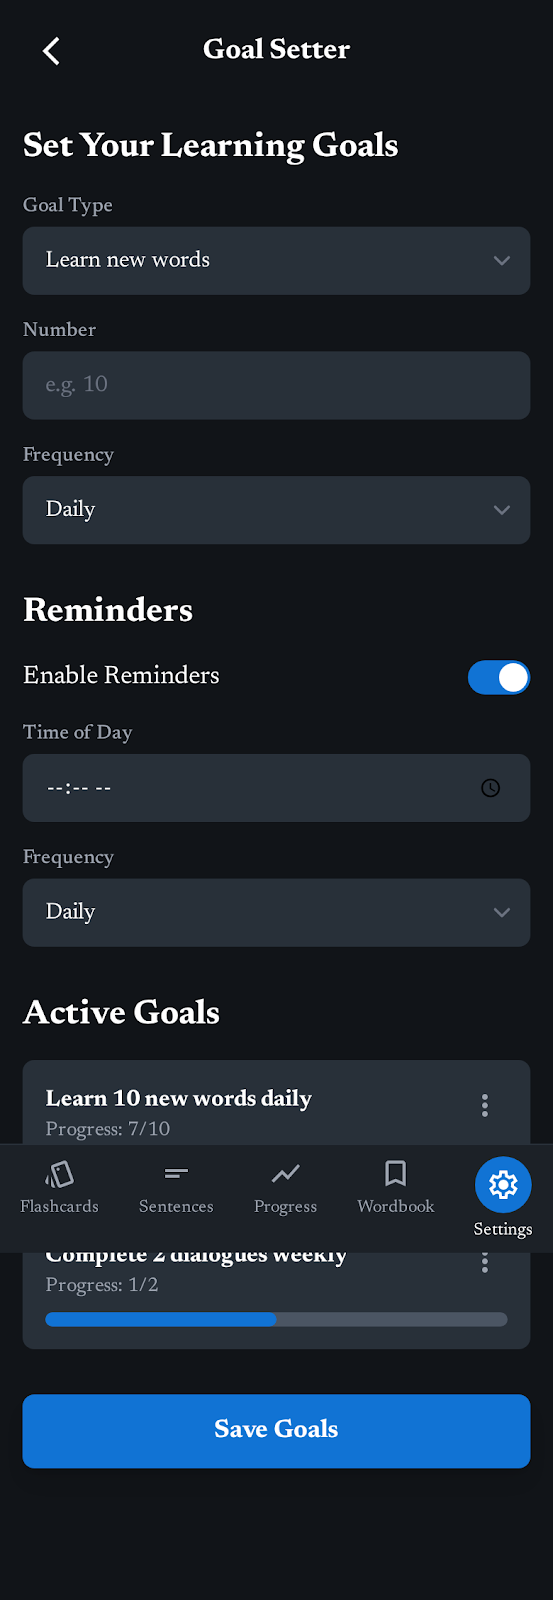 Goal Setter
Set Your Learning Goals
Goal Type
Learn new words
Number
e.g. 10
Frequency
Daily
Reminders
Enable Reminders
Time of Day
--:-- --
Frequency
Daily
Active Goals
Learn 10 new words daily
Progress: 7/10
Flashcards
Sentences
Progress
Wordbook
Settings
Complete 2 dialogues weekly
Progress: 1/2
Save Goals